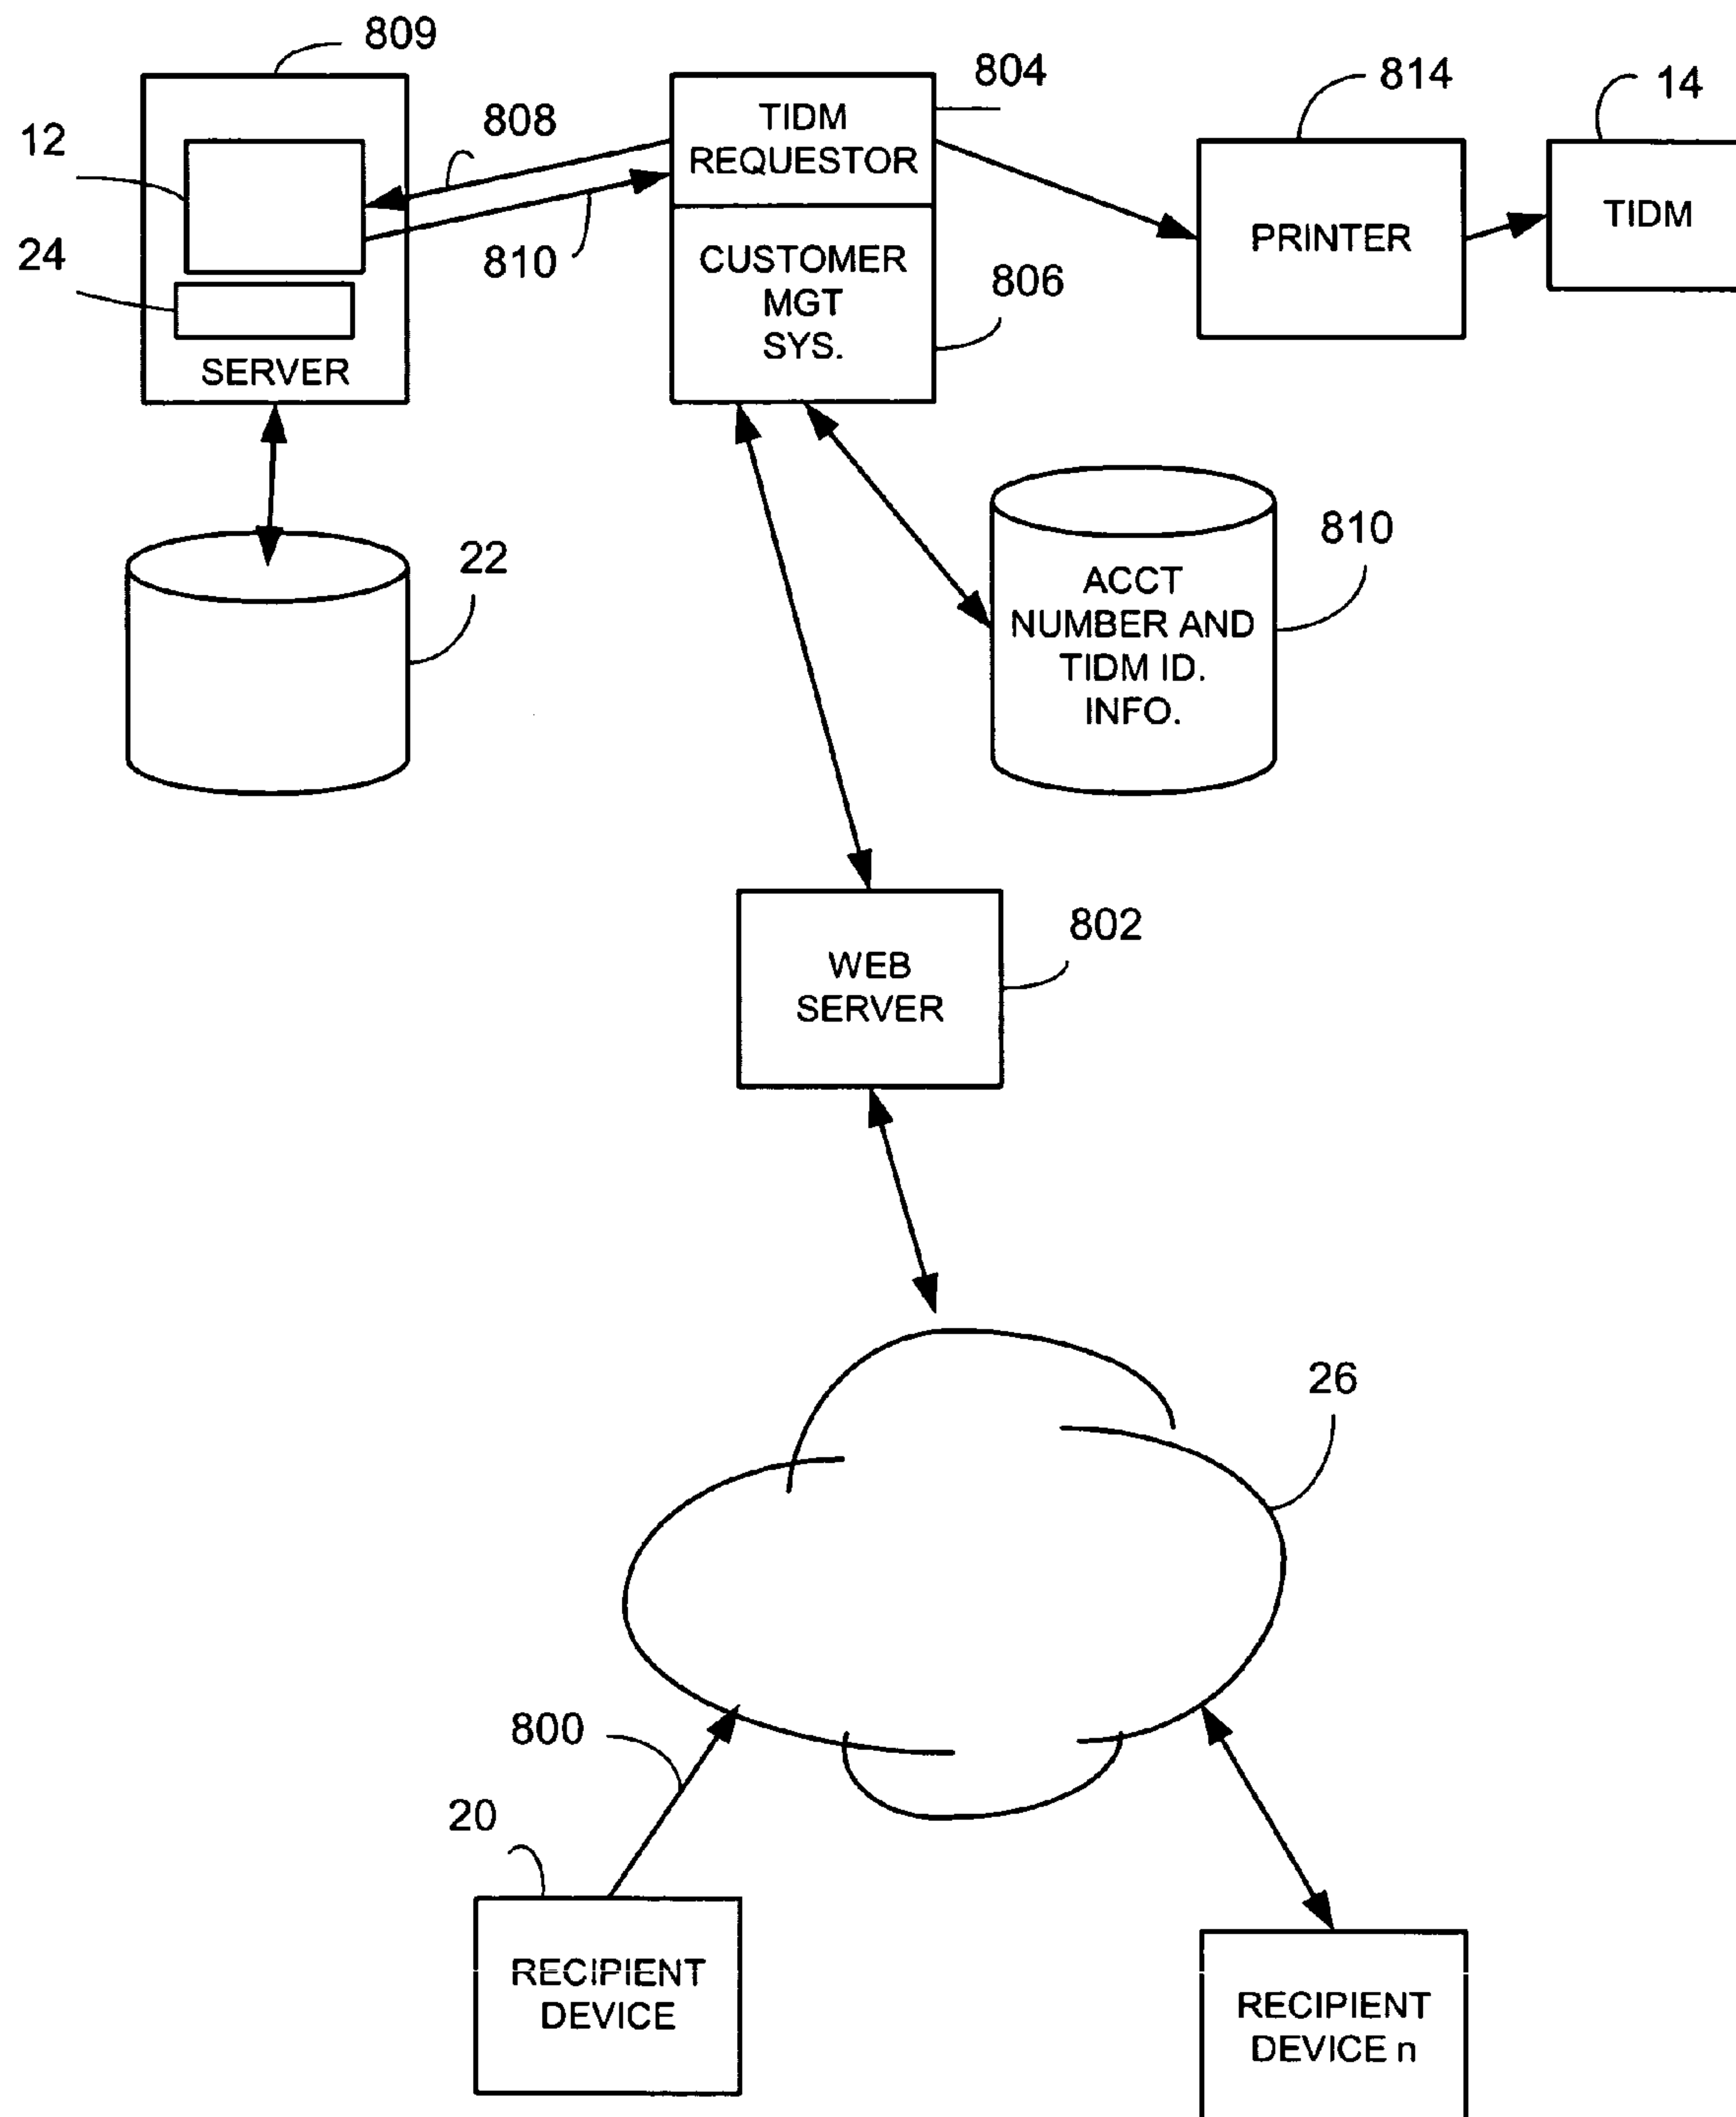 809
804
814
14
12
808
TIDM
REQUESTOR
PRINTER
TIDM
24
810
CUSTOMER
MGT
SYS.
806
SERVER
22
810
ACCT
NUMBER AND
TIDM ID.
INFO.
802
WEB
SERVER
26
800
20
RECIPIENT
DEVICE
RECIPIENT
DEVICE n